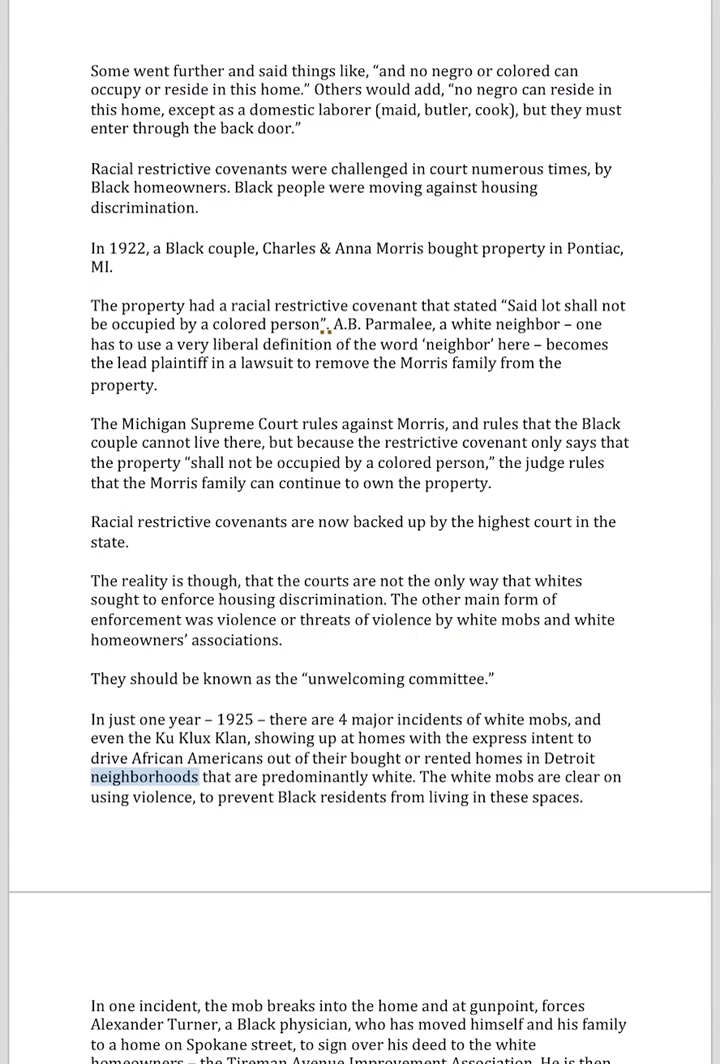 Some went further and said things like, “and no negro or colored can
occupy or reside in this home.” Others would add, “no negro can reside in
this home, except as a domestic laborer (maid, butler, cook), but they must
enter through the back door.”
Racial restrictive covenants were challenged in court numerous times, by
Black homeowners. Black people were moving against housing
discrimination.
In 1922, a Black couple, Charles & Anna Morris bought property in Pontiac,
MI.
The property had a racial restrictive covenant that stated “Said lot shall not
be occupied by a colored person”. A.B. Parmalee, a white neighbor – one
has to use a very liberal definition of the word ‘neighbor’ here – becomes
the lead plaintiff in a lawsuit to remove the Morris family from the
property.
The Michigan Supreme Court rules against Morris, and rules that the Black
couple cannot live there, but because the restrictive covenant only says that
the property “shall not be occupied by a colored person,” the judge rules
that the Morris family can continue to own the property.
Racial restrictive covenants are now backed up by the highest court in the
state.
The reality is though, that the courts are not the only way that whites
sought to enforce housing discrimination. The other main form of
enforcement was violence or threats of violence by white mobs and white
homeowners’ associations.
They should be known as the “unwelcoming committee.”
In just one year – 1925 – there are 4 major incidents of white mobs, and
even the Ku Klux Klan, showing up at homes with the express intent to
drive African Americans out of their bought or rented homes in Detroit
neighborhoods that are predominantly white. The white mobs are clear on
using violence, to prevent Black residents from living in these spaces.
In one incident, the mob breaks into the home and at gunpoint, forces
Alexander Turner, a Black physician, who has moved himself and his family
to a home on Spokane street, to sign over his deed to the white
homeowners – the Tireman Avenue Improvement Association. He is then